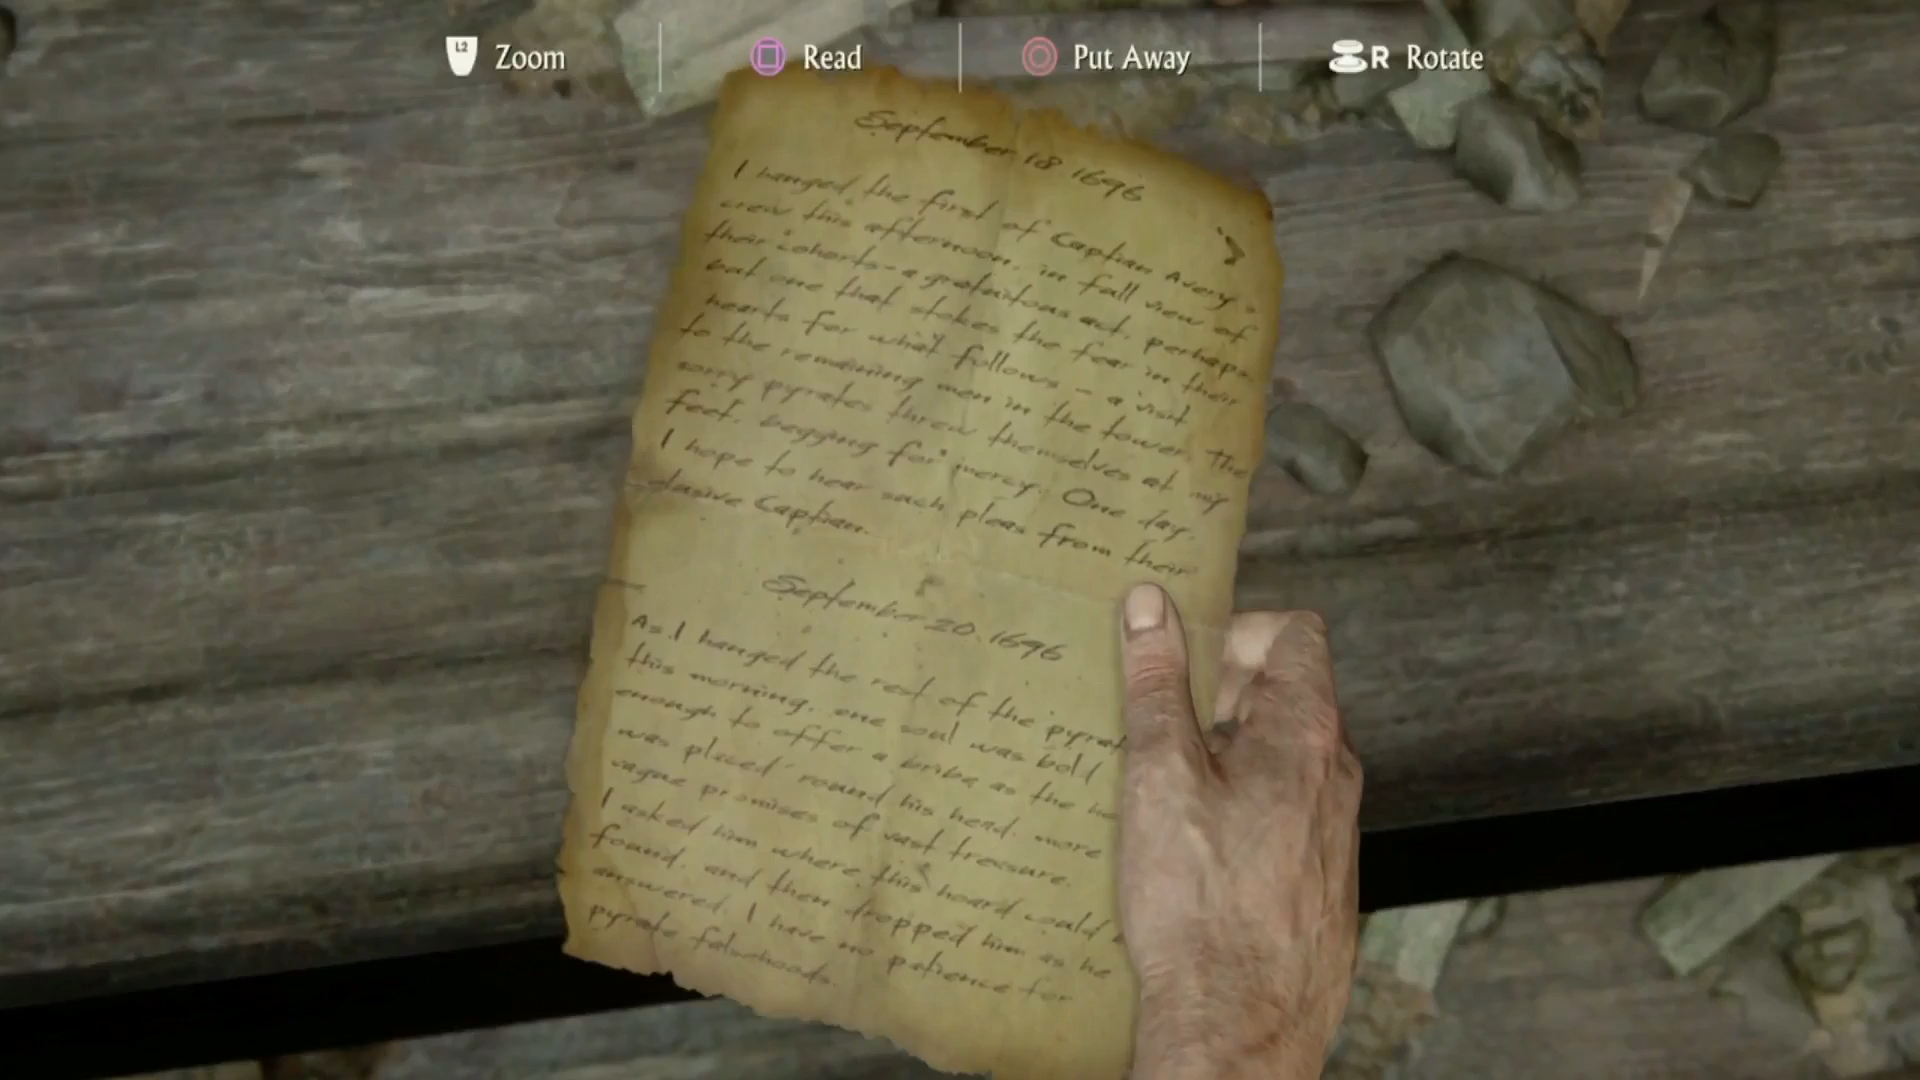 L2 Zoom
Read
Put Away
R Rotate
September 18 1696
I hanged the first of Captian Avery's
crew this afternoon, in full view of
their cohorts - a gratuitous act, perhaps,
but one that stokes the fear in their
hearts for what follows - a visit
to the remaining men in the tower. The
sorry pyrates threw themselves at my
feet, begging for mercy. One day,
I hope to hear such pleas from their
elusive Captian.
September 20, 1696
As I hanged the rest of the pyrat
this morning, one soul was bold
enough to offer a bribe as the
was placed 'round his head. more
vague promises of vast treasure.
I asked him where this hoard would
found, and then dropped him as he
answered. I have no patience for
pyrate falsehoods.